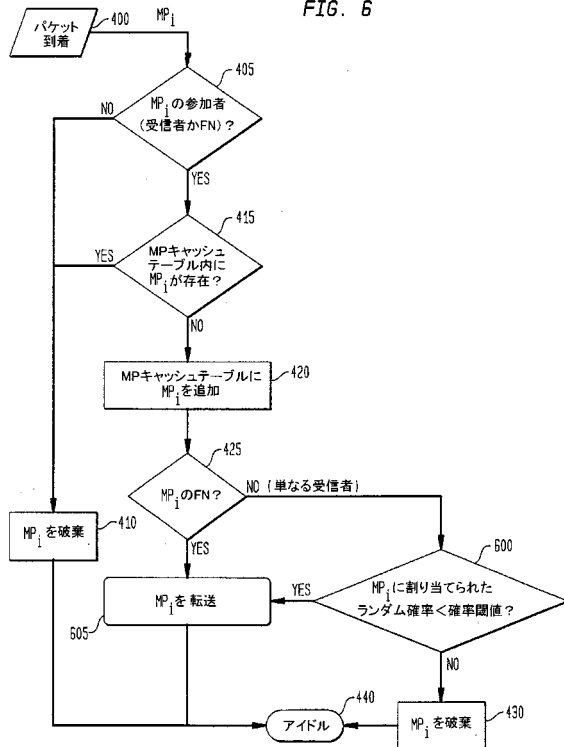 FIG. 6
パケット
到着
400
MPi
405
MPiの参加者
(受信者かFN)?
NO
YES
415
MPキャッシュ
テーブル内に
MPiが存在?
YES
NO
MPキャッシュテーブルに
MPiを追加
420
425
MPiのFN?
NO (単なる受信者)
YES
MPiを破棄
410
600
MPiに割り当てられた
ランダム確率<確率閾値?
YES
NO
MPiを転送
605
440
アイドル
MPiを破棄
430